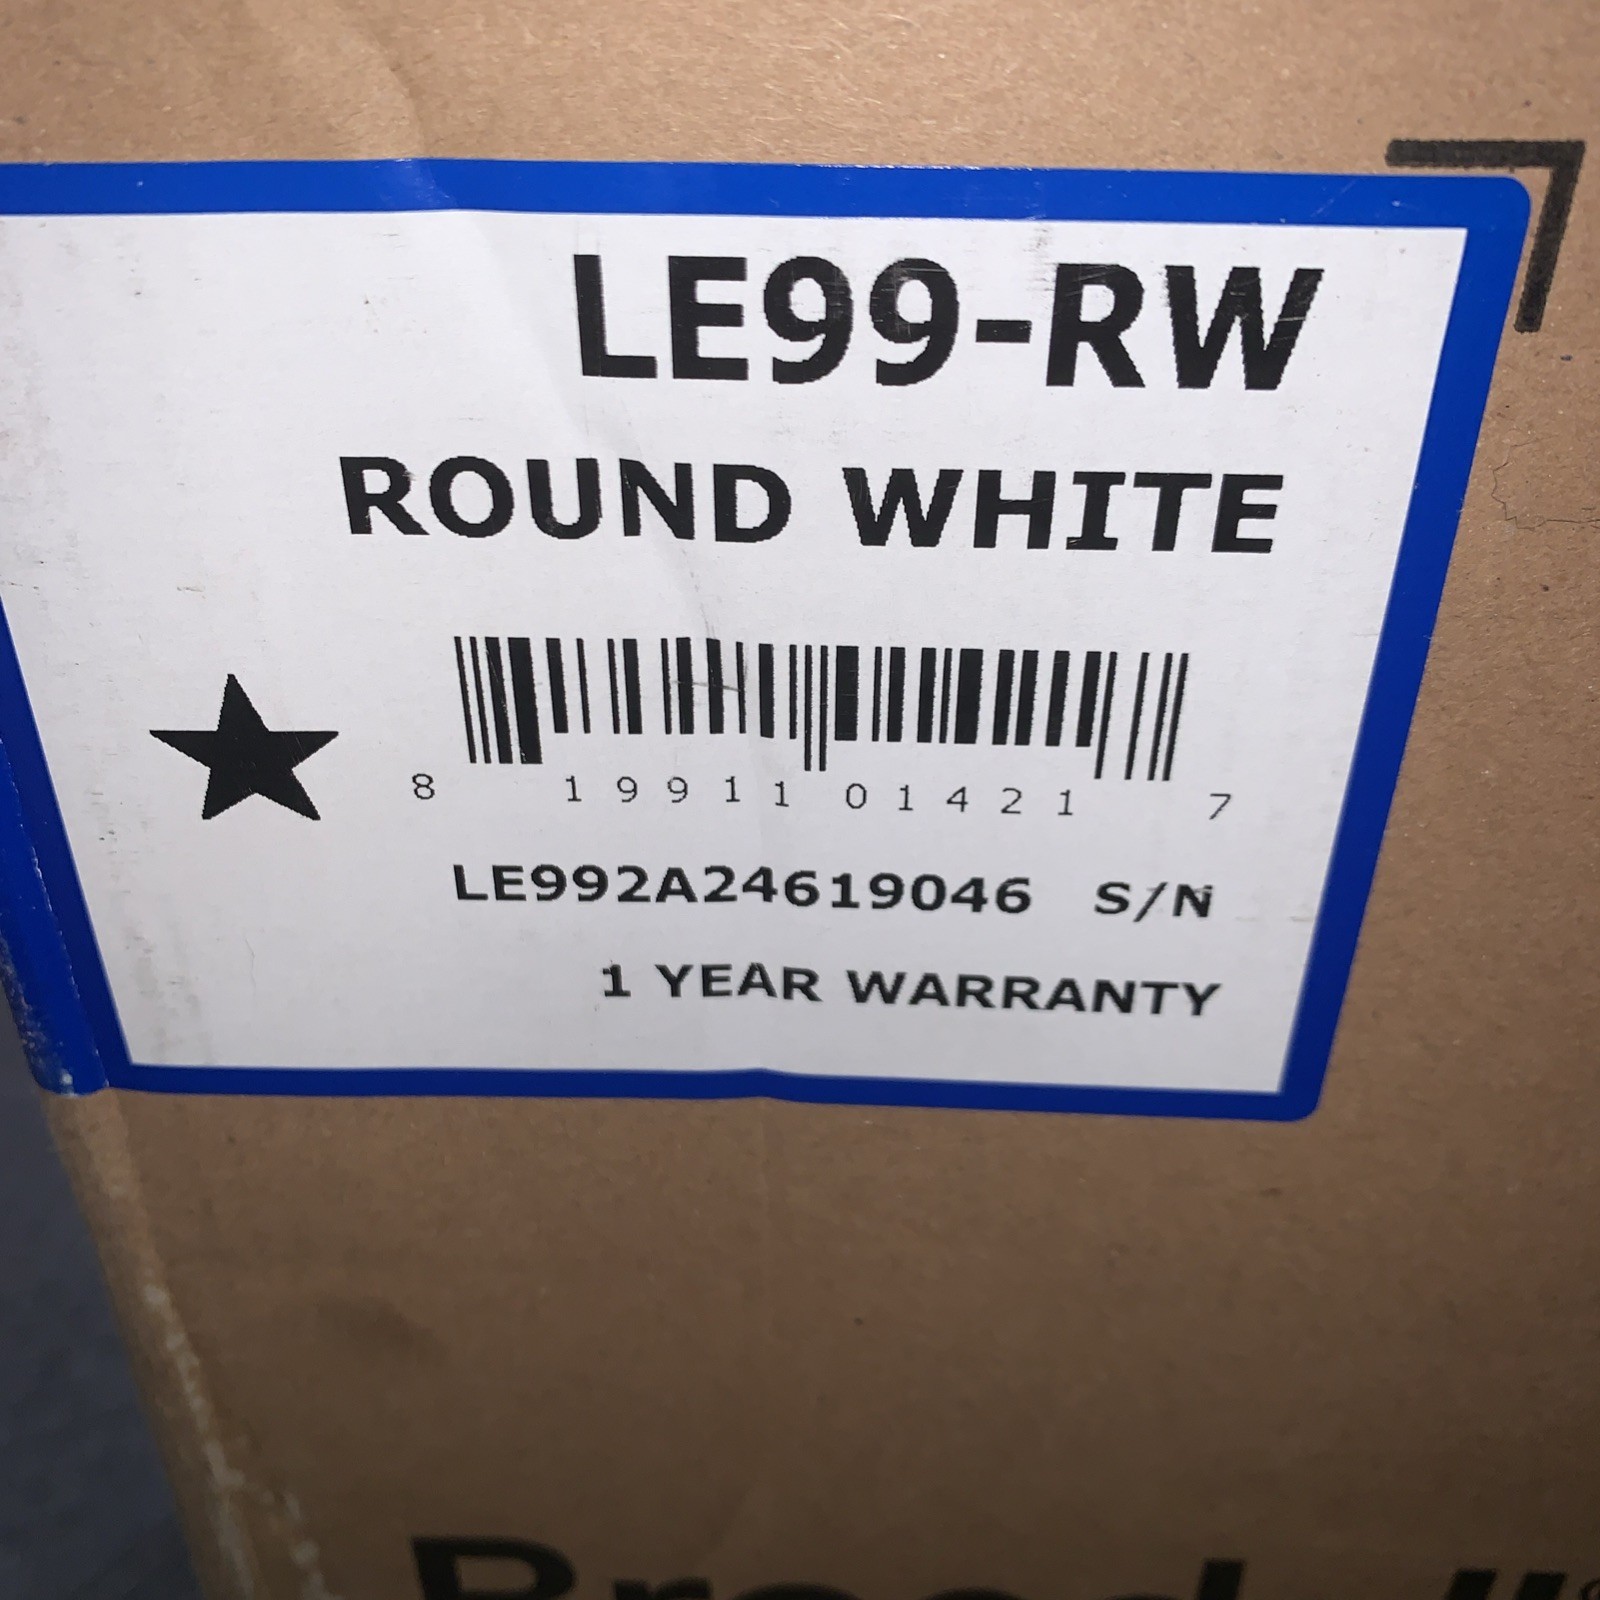 LE99-RW
ROUND WHITE
8 19911 01421 7
LE992A24619046 S/N
1 YEAR WARRANTY